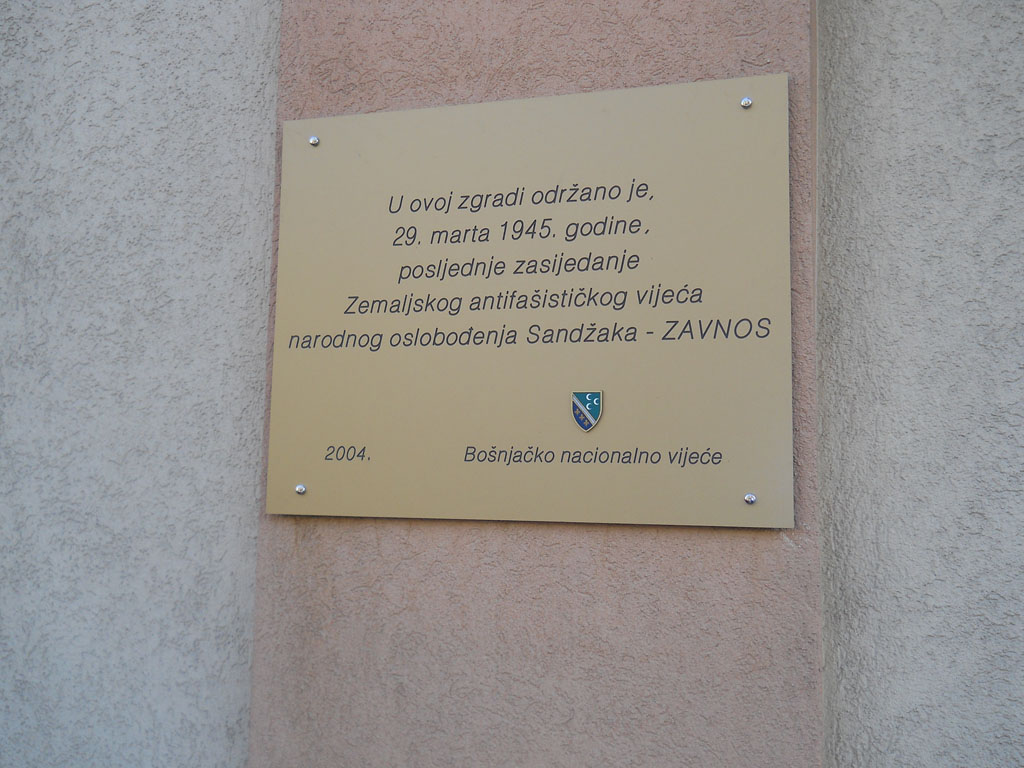 U ovoj zgradi održano je,
29. marta 1945. godine,
posljednje zasijedanje
Zemaljskog antifašističkog vijeća
narodnog oslobođenja Sandžaka - ZAVNOS
2004.
Bošnjačko nacionalno vijeće